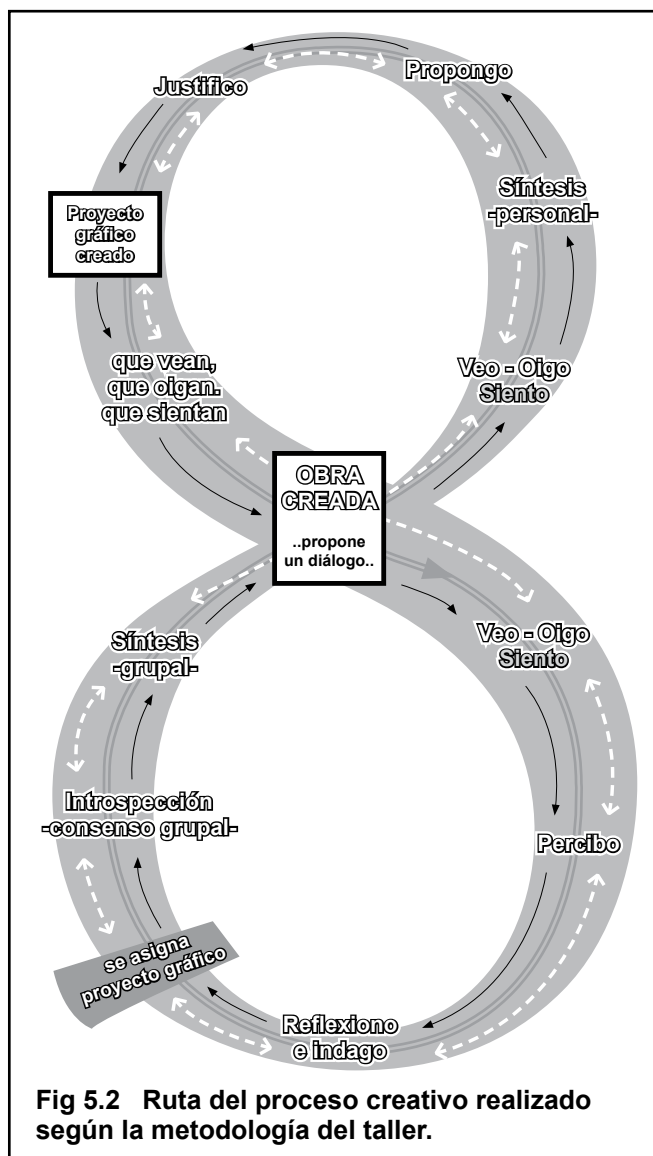 Propongo
Justifico
Síntesis
-personal-
Proyecto
gráfico
creado
que vean,
que oigan.
que sientan
Veo - Oigo
Siento
OBRA
CREADA
..propone
un diálogo..
Síntesis
-grupal-
Veo - Oigo
Siento
Introspección
-consenso grupal-
Percibo
se asigna
proyecto gráfico
Reflexiono
e indago
Fig 5.2 Ruta del proceso creativo realizado
según la metodología del taller.